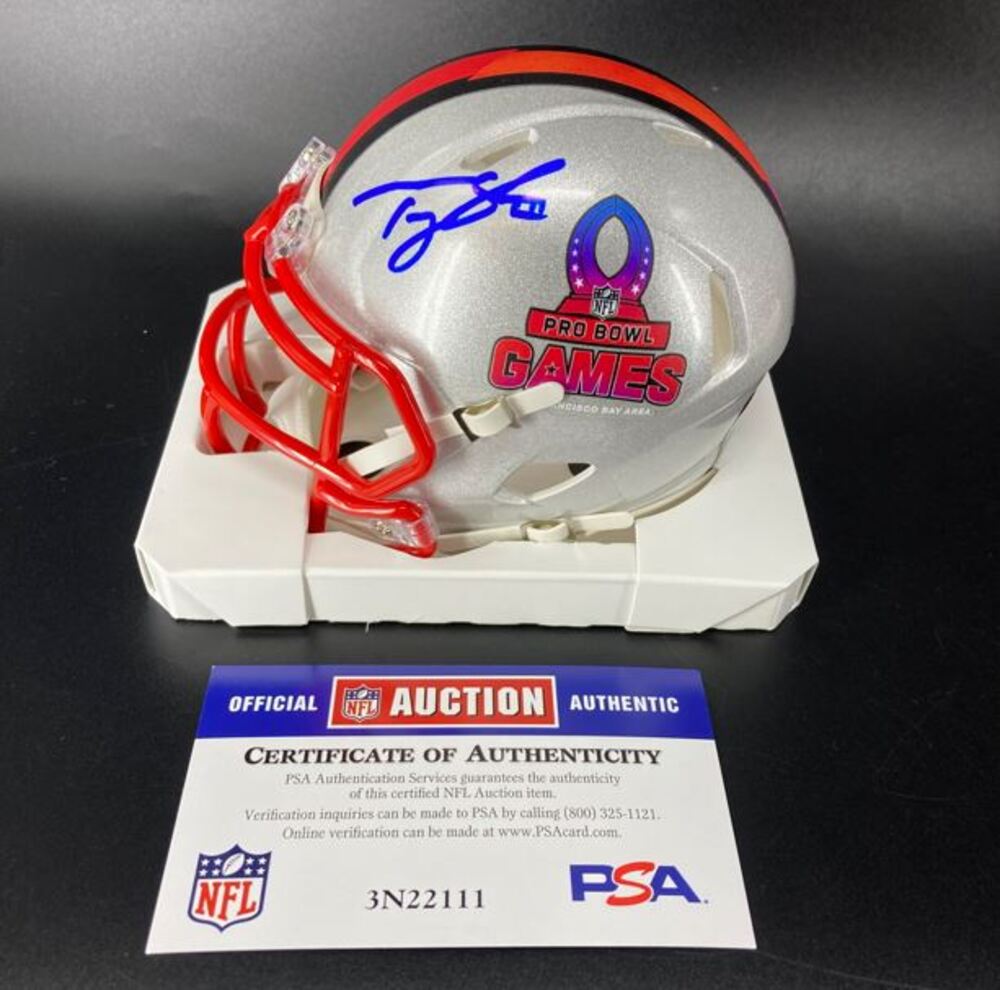 NFL
PRO BOWL
GAMES
BAY AREA
OFFICIAL NFL AUCTION AUTHENTIC
CERTIFICATE OF AUTHENTICITY
PSA Authentication Services guarantees the authenticity
of this certified NFL Auction item.
Verification inquiries can be made to PSA by calling (800) 325-1121.
Online verification can be made at www.PSAcard.com.
NFL 3N22111 PSA